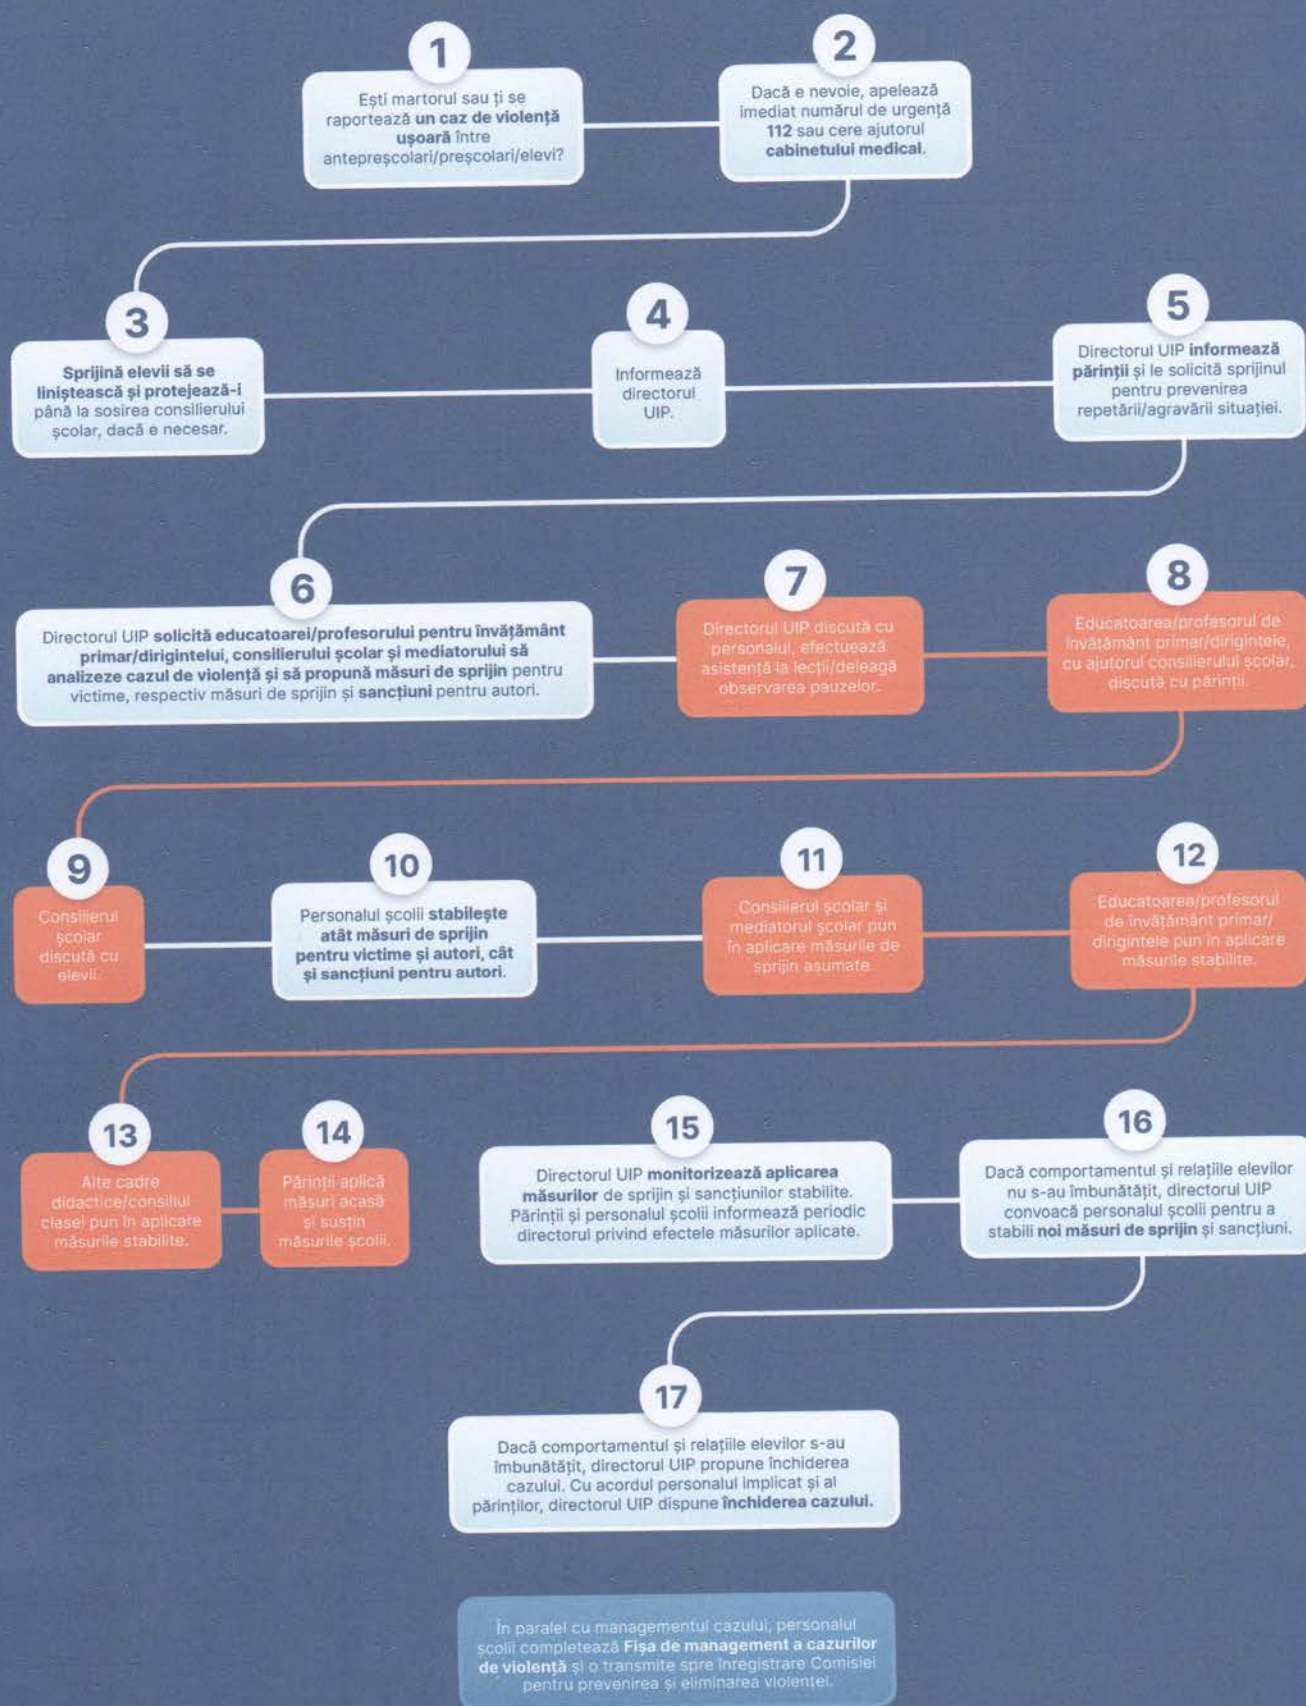 1
Ești martorul sau ți se
raportează un caz de violență
ușoară între
antepreșcolari/preșcolari/elevi?
2
Dacă e nevoie, apelează
imediat numărul de urgență
112 sau cere ajutorul
cabinetului medical.
3
Sprijină elevii să se
liniștească și protejează-i
până la sosirea consilierului
școlar, dacă e necesar.
4
Informează
directorul
UIP.
5
Directorul UIP informează
părinții și le solicită sprijinul
pentru prevenirea
repetării/agravării situației.
6
Directorul UIP solicită educatoarei/profesorului pentru învățământ
primar/dirigintelui, consilierului școlar și mediatorului să
analizeze cazul de violență și să propună măsuri de sprijin pentru
victime, respectiv măsuri de sprijin și sancțiuni pentru autori.
7
Directorul UIP discută cu
personalul, efectuează
asistență la lecții/deleagă
observarea pauzelor.
8
Educatoarea/profesorul de
învățământ primar/dirigintele,
cu ajutorul consilierului școlar,
discută cu părinții.
9
Consilierul
școlar
discută cu
elevii.
10
Personalul școlii stabilește
atât măsuri de sprijin
pentru victime și autori, cât
și sancțiuni pentru autori.
11
Consilierul școlar și
mediatorul școlar pun
în aplicare măsurile de
sprijin asumate.
12
Educatoarea/profesorul
de învățământ primar/
dirigintele pun în aplicare
măsurile stabilite.
13
Alte cadre
didactice/consiliul
clasei pun în aplicare
măsurile stabilite.
14
Părinții aplică
măsuri acasă
și susțin
măsurile școlii.
15
Directorul UIP monitorizează aplicarea
măsurilor de sprijin și sancțiunilor stabilite.
Părinții și personalul școlii informează periodic
directorul privind efectele măsurilor aplicate.
16
Dacă comportamentul și relațiile elevilor
nu s-au îmbunătățit, directorul UIP
convoacă personalul școlii pentru a
stabili noi măsuri de sprijin și sancțiuni.
17
Dacă comportamentul și relațiile elevilor s-au
îmbunătățit, directorul UIP propune închiderea
cazului. Cu acordul personalul implicat și al
părinților, directorul UIP dispune închiderea cazului.
În paralel cu managementul cazului, personalul
școlii completează Fișa de management a cazurilor
de violență și o transmite spre înregistrare Comisiei
pentru prevenirea și eliminarea violenței.